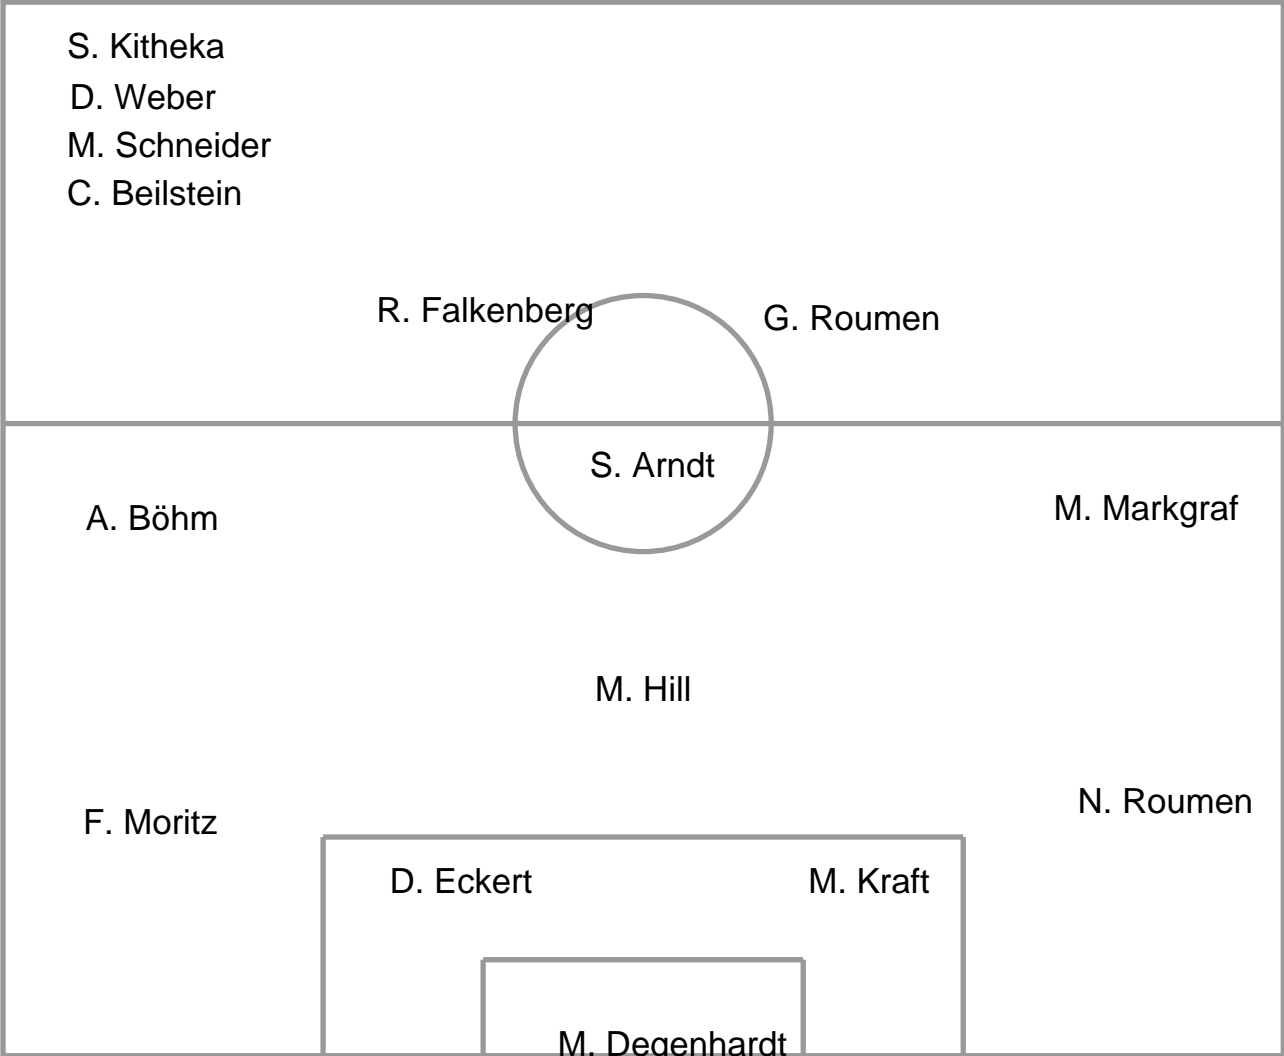 S. Kitheka
D. Weber
M. Schneider
C. Beilstein
R. Falkenberg
G. Roumen
S. Arndt
A. Böhm
M. Markgraf
M. Hill
F. Moritz
N. Roumen
D. Eckert
M. Kraft
M. Degenhardt